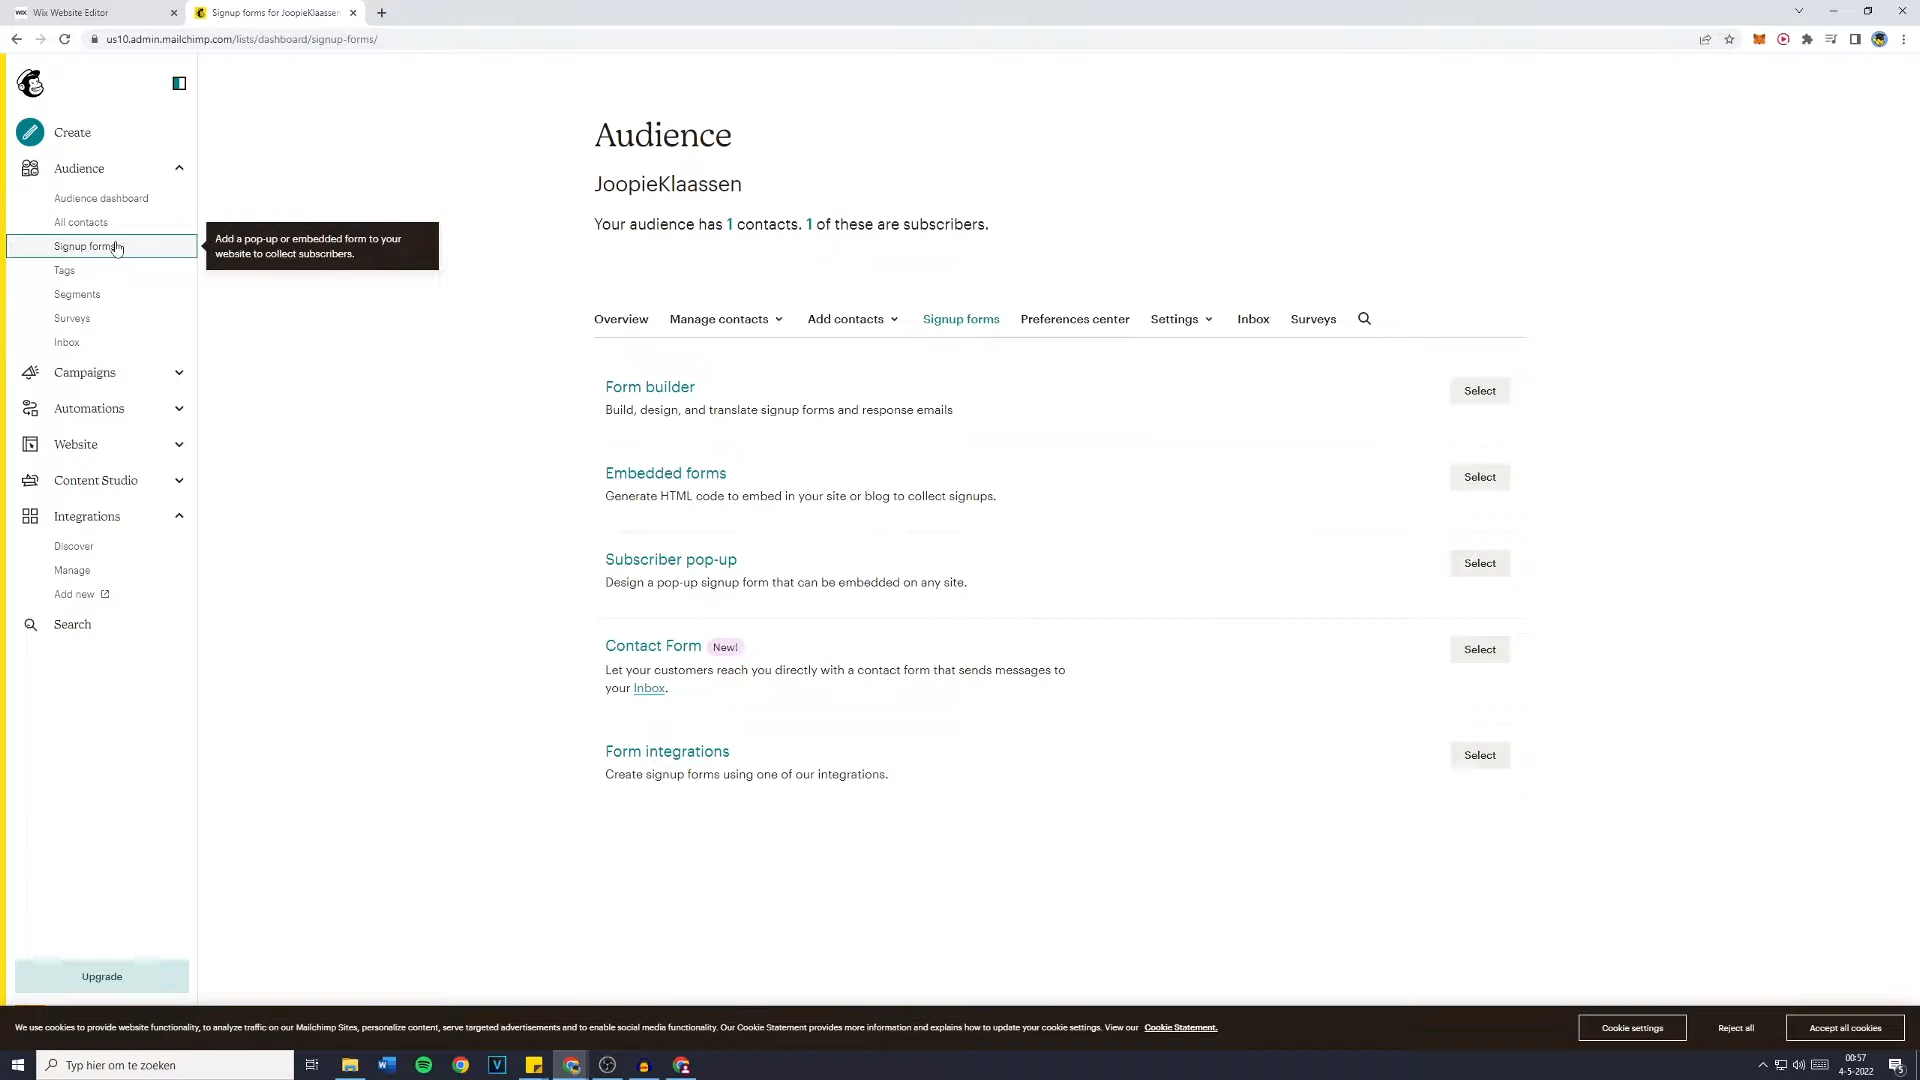 Wix Website Editor
Signup forms for JoopieKlaassen
us10.admin.mailchimp.com/lists/dashboard/signup-forms/
Create
Audience
Audience dashboard
All contacts
Signup forms
Add a pop-up or embedded form to your
website to collect subscribers.
Tags
Segments
Surveys
Inbox
Campaigns
Automations
Website
Content Studio
Integrations
Discover
Manage
Add new
Search
Upgrade
Audience
JoopieKlaassen
Your audience has 1 contacts. 1 of these are subscribers.
Overview Manage contacts Add contacts Signup forms Preferences center Settings Inbox Surveys
Form builder
Build, design, and translate signup forms and response emails
Select
Embedded forms
Generate HTML code to embed in your site or blog to collect signups.
Select
Subscriber pop-up
Design a pop-up signup form that can be embedded on any site.
Select
Contact Form New!
Let your customers reach you directly with a contact form that sends messages to
your Inbox.
Select
Form integrations
Create signup forms using one of our integrations.
Select
We use cookies to provide website functionality, to analyze traffic on our Mailchimp Sites, personalize content, serve targeted advertisements and to enable social media functionality. Our Cookie Statement provides more information and explains how to update your cookie settings. View our Cookie Statement.
Cookie settings Reject all Accept all cookies
Typ hier om te zoeken
00:57
4-5-2022